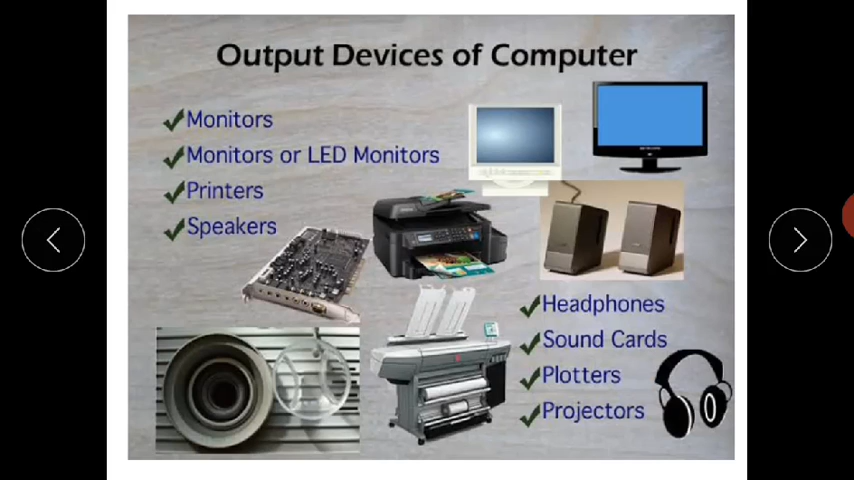 Output Devices of Computer
Monitors
Monitors or LED Monitors
Printers
Speakers
Headphones
Sound Cards
Plotters
Projectors